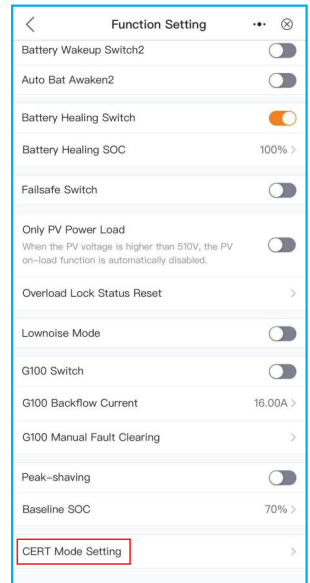 Function Setting
Battery Wakeup Switch2
Auto Bat Awaken2
Battery Healing Switch
Battery Healing SOC 100% >
Failsafe Switch
Only PV Power Load
When the PV voltage is higher than 510V, the PV
on-load function is automatically disabled.
Overload Lock Status Reset >
Lownoise Mode
G100 Switch
G100 Backflow Current 16.00A >
G100 Manual Fault Clearing >
Peak-shaving
Baseline SOC 70% >
CERT Mode Setting >